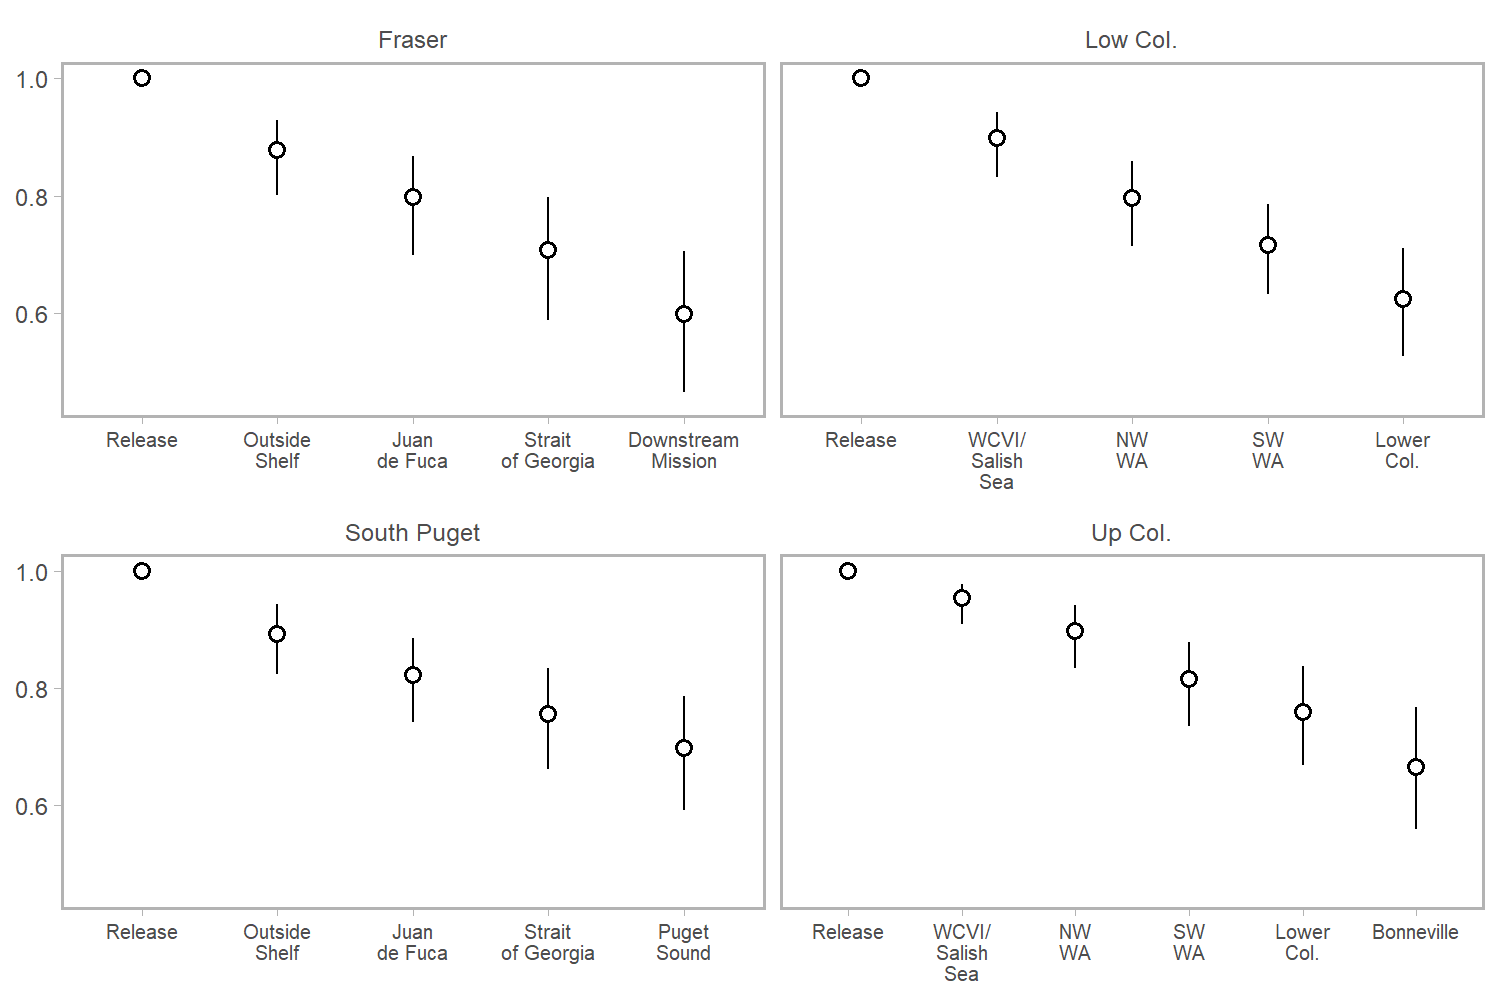 Fraser
Low Col.
1.0
0.8
0.6
Release
Outside
Shelf
Juan
de Fuca
Strait
of Georgia
Downstream
Mission
Release
WCVI/
Salish
Sea
NW
WA
SW
WA
Lower
Col.
South Puget
Up Col.
1.0
0.8
0.6
Release
Outside
Shelf
Juan
de Fuca
Strait
of Georgia
Puget
Sound
Release
WCVI/
Salish
Sea
NW
WA
SW
WA
Lower
Col.
Bonneville